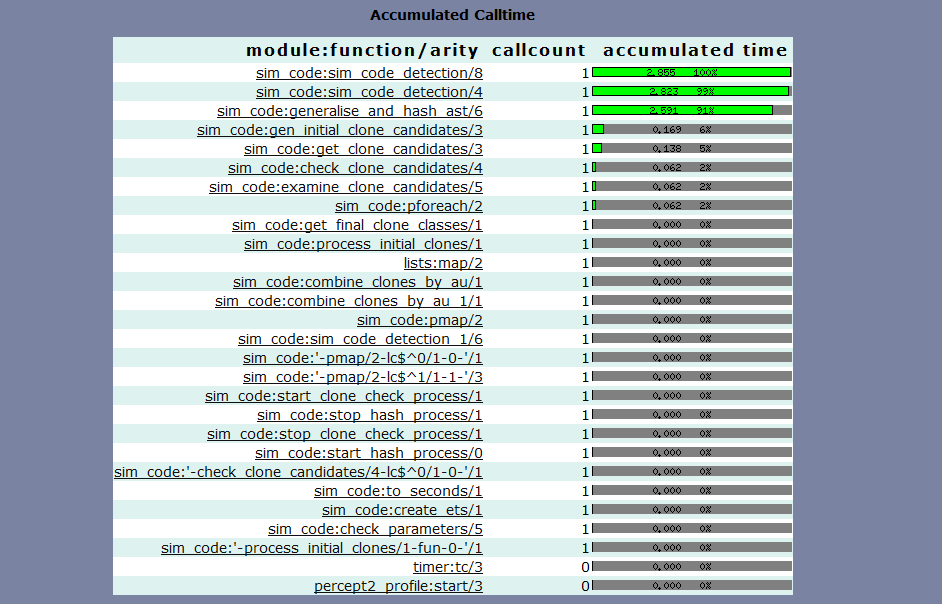 Accumulated Calltime
module:function/arity callcount accumulated time
sim_code:sim_code_detection/8 1 2.855 100%
sim_code:sim_code_detection/4 1 2.823 99%
sim_code:generalise_and_hash_ast/6 1 2.591 91%
sim_code:gen_initial_clone_candidates/3 1 0.169 6%
sim_code:get_clone_candidates/3 1 0.138 5%
sim_code:check_clone_candidates/4 1 0.062 2%
sim_code:examine_clone_candidates/5 1 0.062 2%
sim_code:pforeach/2 1 0.062 2%
sim_code:get_final_clone_classes/1 1 0.000 0%
sim_code:process_initial_clones/1 1 0.000 0%
lists:map/2 1 0.000 0%
sim_code:combine_clones_by_au/1 1 0.000 0%
sim_code:combine_clones_by_au_1/1 1 0.000 0%
sim_code:pmap/2 1 0.000 0%
sim_code:sim_code_detection_1/6 1 0.000 0%
sim_code:'-pmap/2-lc$^0/1-0-'/1 1 0.000 0%
sim_code:'-pmap/2-lc$^1/1-1-'/3 1 0.000 0%
sim_code:start_clone_check_process/1 1 0.000 0%
sim_code:stop_hash_process/1 1 0.000 0%
sim_code:stop_clone_check_process/1 1 0.000 0%
sim_code:start_hash_process/0 1 0.000 0%
sim_code:'-check_clone_candidates/4-lc$^0/1-0-'/1 1 0.000 0%
sim_code:to_seconds/1 1 0.000 0%
sim_code:create_ets/1 1 0.000 0%
sim_code:check_parameters/5 1 0.000 0%
sim_code:'-process_initial_clones/1-fun-0-'/1 1 0.000 0%
timer:tc/3 0 0.000 0%
percept2_profile:start/3 0 0.000 0%